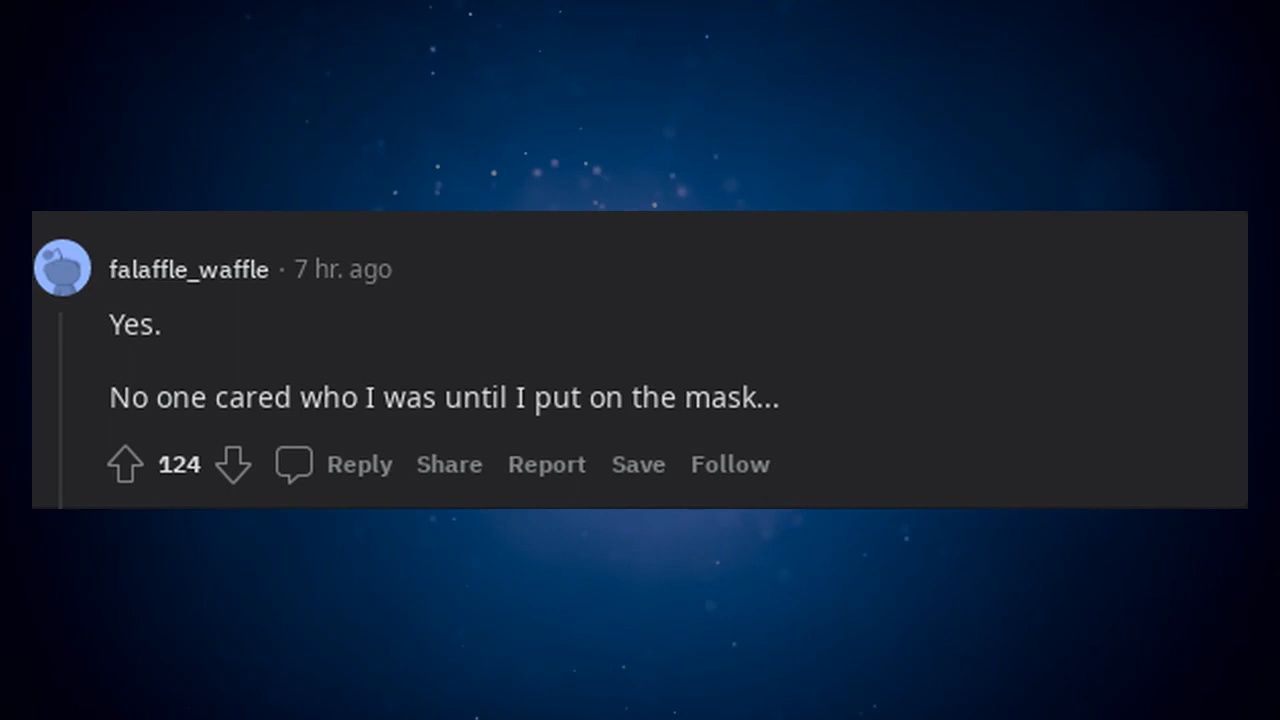 falaffle_waffle · 7 hr. ago
Yes.
No one cared who I was until I put on the mask...
124 Reply Share Report Save Follow